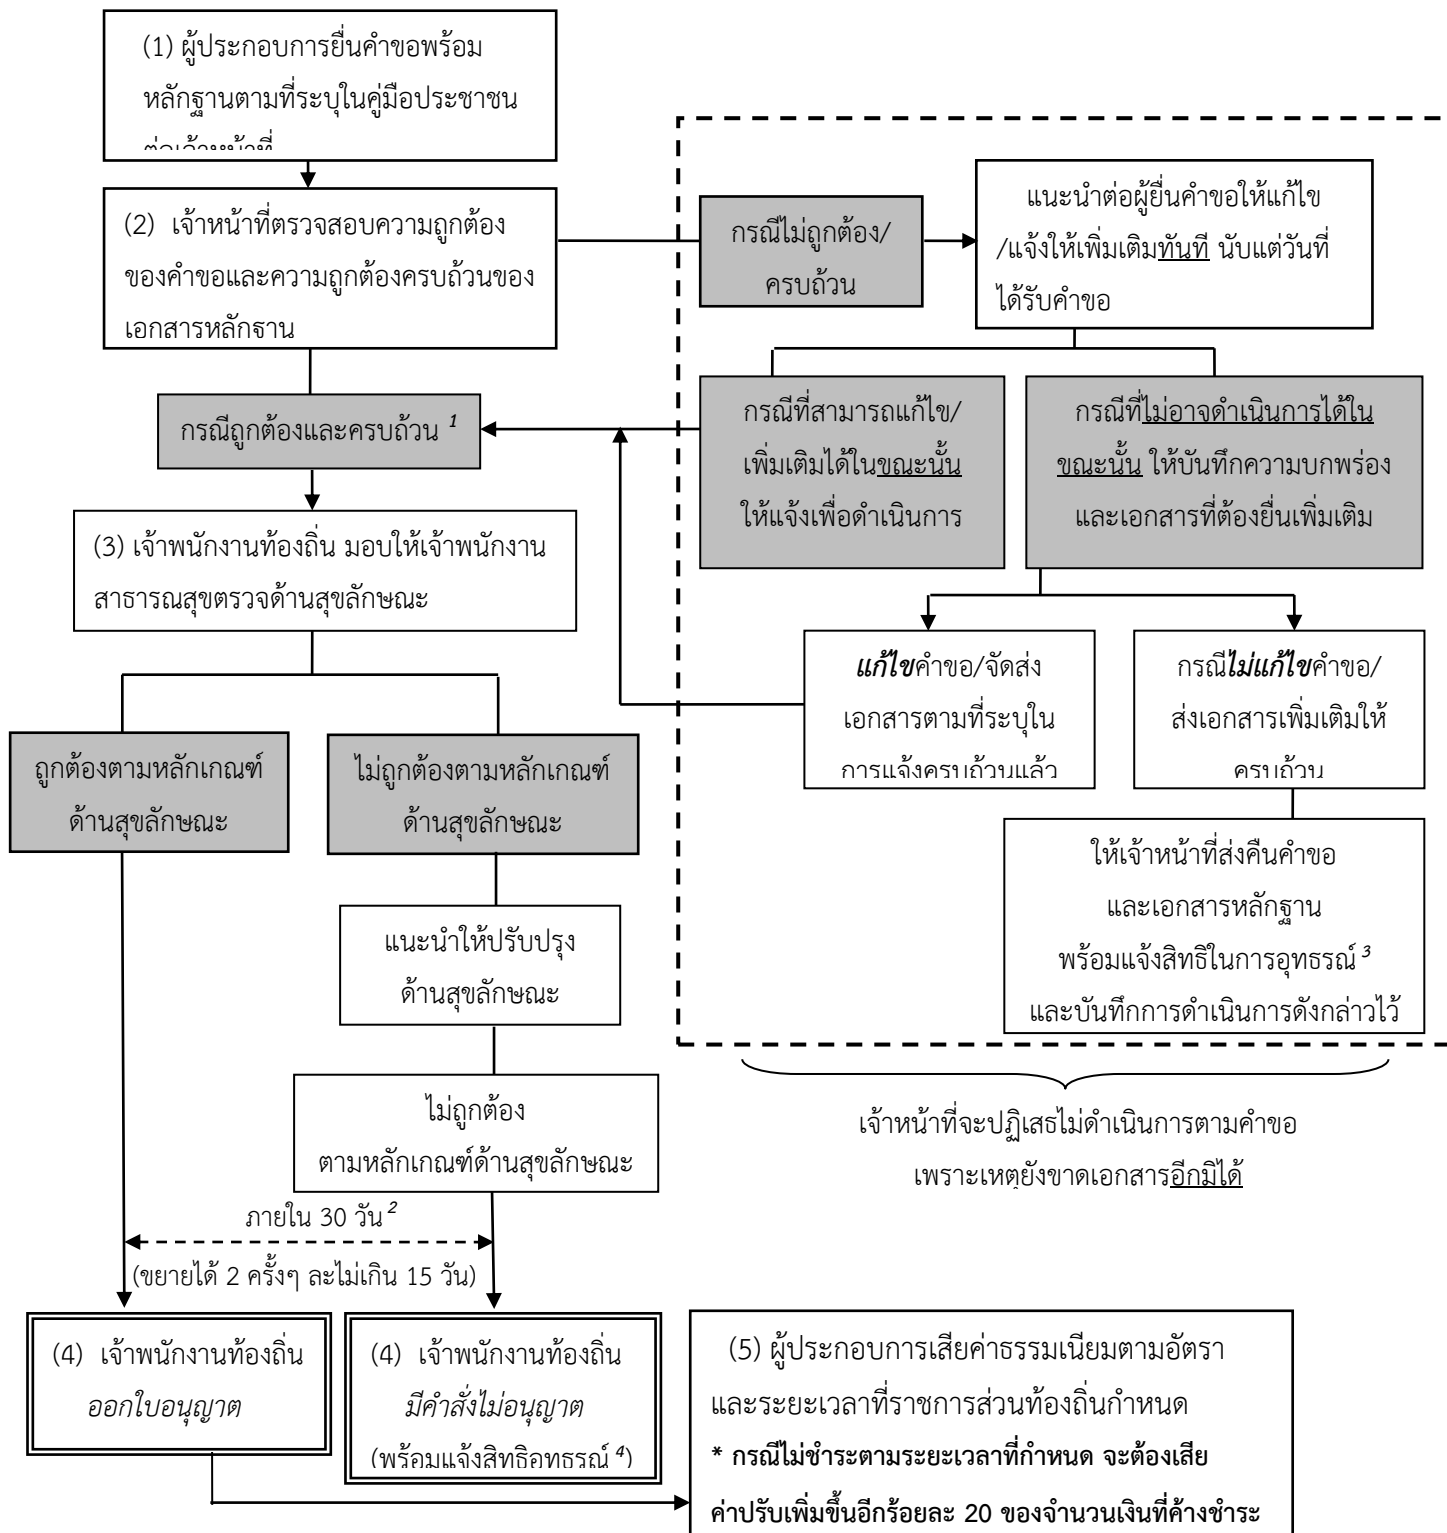 (1) ผู้ประกอบการยื่นคำขอพร้อม
หลักฐานตามที่ระบุในคู่มือประชาชน
ต่อเจ้าหน้าที่
(2) เจ้าหน้าที่ตรวจสอบความถูกต้อง
ของคำขอและความถูกต้องครบถ้วนของ
เอกสารหลักฐาน
กรณีไม่ถูกต้อง/
ครบถ้วน
แนะนำต่อผู้ยื่นคำขอให้แก้ไข
/แจ้งให้เพิ่มเติมทันที นับแต่วันที่
ได้รับคำขอ
กรณีถูกต้องและครบถ้วน 1
กรณีที่สามารถแก้ไข/
เพิ่มเติมได้ในขณะนั้น
ให้แจ้งเพื่อดำเนินการ
กรณีที่ไม่อาจดำเนินการได้ใน
ขณะนั้น ให้บันทึกความบกพร่อง
และเอกสารที่ต้องยื่นเพิ่มเติม
(3) เจ้าพนักงานท้องถิ่น มอบให้เจ้าพนักงาน
สาธารณสุขตรวจด้านสุขลักษณะ
แก้ไขคำขอ/จัดส่ง
เอกสารตามที่ระบุใน
การแจ้งครบถ้วนแล้ว
กรณีไม่แก้ไขคำขอ/
ส่งเอกสารเพิ่มเติมให้
ครบถ้วน
ถูกต้องตามหลักเกณฑ์
ด้านสุขลักษณะ
ไม่ถูกต้องตามหลักเกณฑ์
ด้านสุขลักษณะ
ให้เจ้าหน้าที่ส่งคืนคำขอ
และเอกสารหลักฐาน
พร้อมแจ้งสิทธิในการอุทธรณ์ 3
และบันทึกการดำเนินการดังกล่าวไว้
แนะนำให้ปรับปรุง
ด้านสุขลักษณะ
ไม่ถูกต้อง
ตามหลักเกณฑ์ด้านสุขลักษณะ
เจ้าหน้าที่จะปฏิเสธไม่ดำเนินการตามคำขอ
เพราะเหตุยังขาดเอกสารอีกมิได้
ภายใน 30 วัน 2
(ขยายได้ 2 ครั้งๆ ละไม่เกิน 15 วัน)
(4) เจ้าพนักงานท้องถิ่น
ออกใบอนุญาต
(4) เจ้าพนักงานท้องถิ่น
มีคำสั่งไม่อนุญาต
(พร้อมแจ้งสิทธิอุทธรณ์ 4)
(5) ผู้ประกอบการเสียค่าธรรมเนียมตามอัตรา
และระยะเวลาที่ราชการส่วนท้องถิ่นกำหนด
* กรณีไม่ชำระตามระยะเวลาที่กำหนด จะต้องเสีย
ค่าปรับเพิ่มขึ้นอีกร้อยละ 20 ของจำนวนเงินที่ค้างชำระ